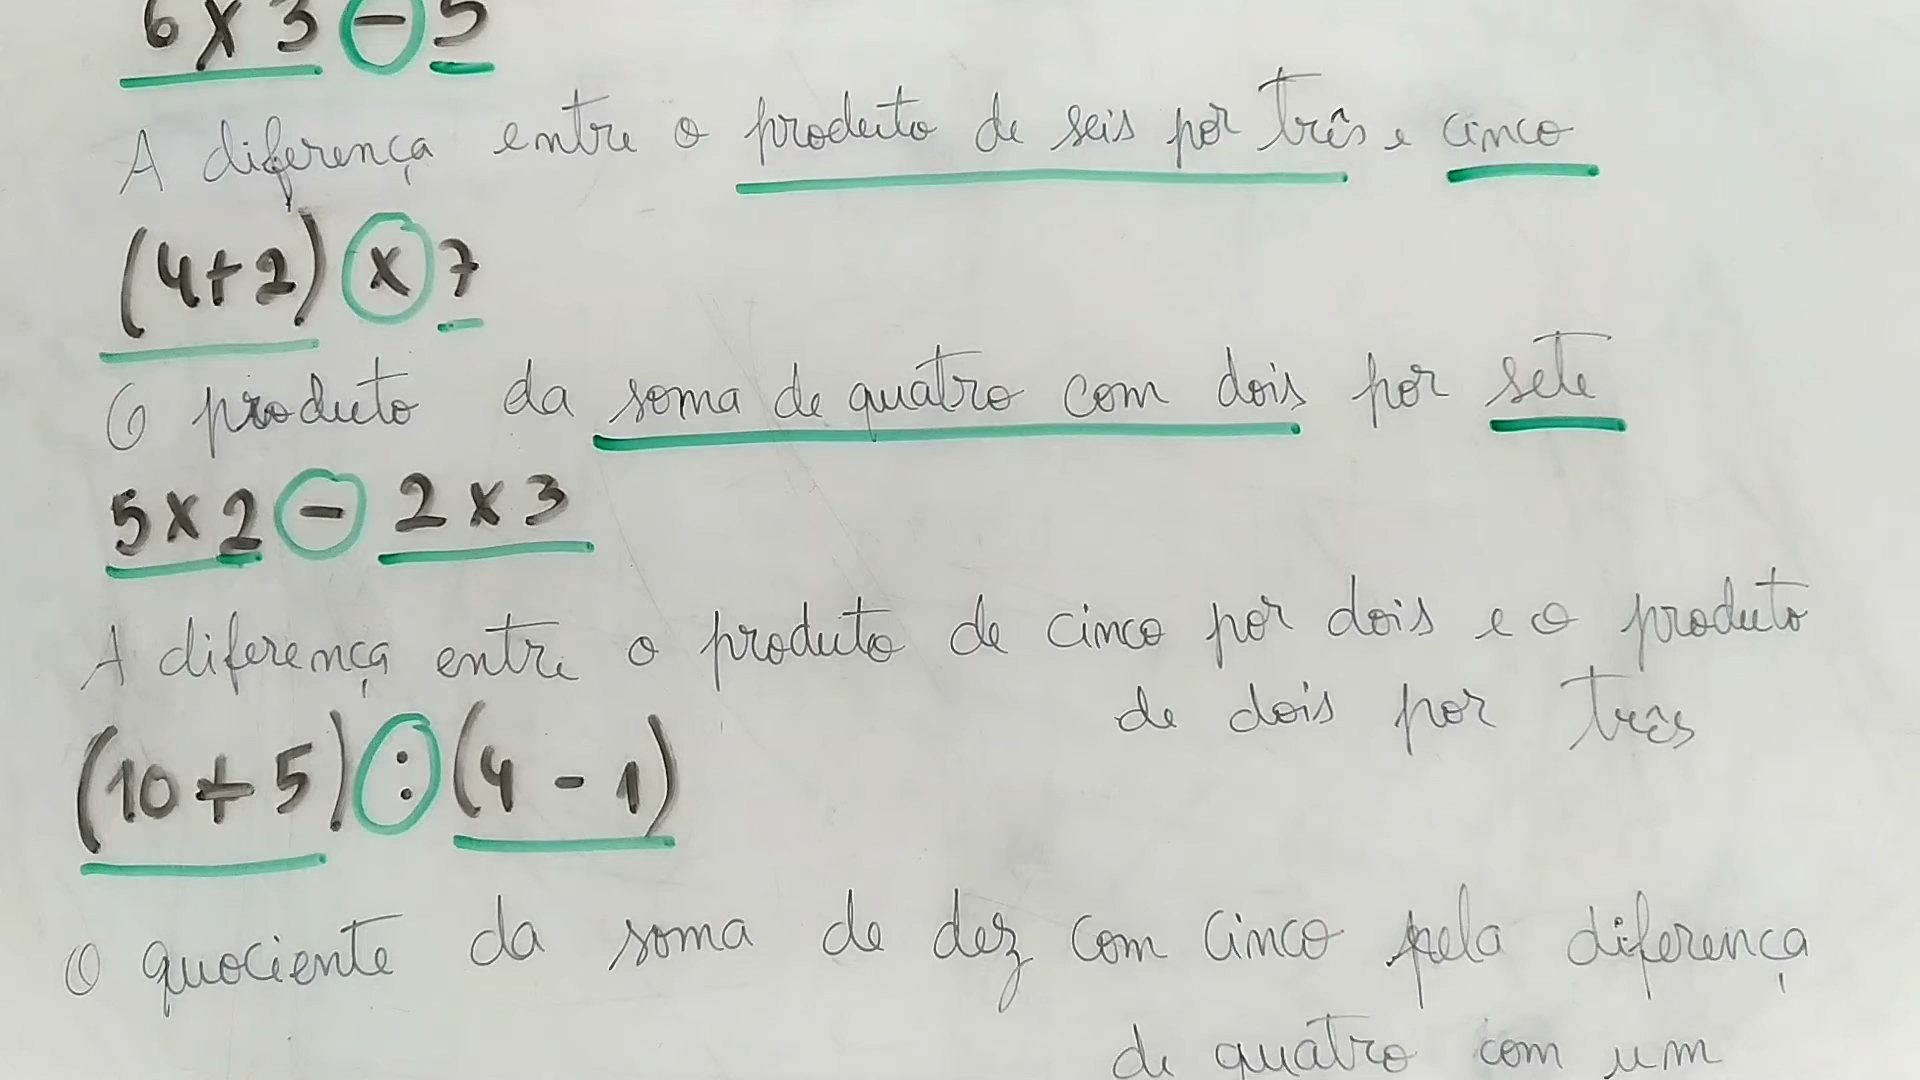 6 x 3 - 5
A diferença entre o produto de seis por três e cinco
(4+2) x 7
O produto da soma de quatro com dois por sete
5 x 2 - 2 x 3
A diferença entre o produto de cinco por dois e o produto
de dois por três
(10 + 5) : (4 - 1)
O quociente da soma de dez com cinco pela diferença
de quatro com um